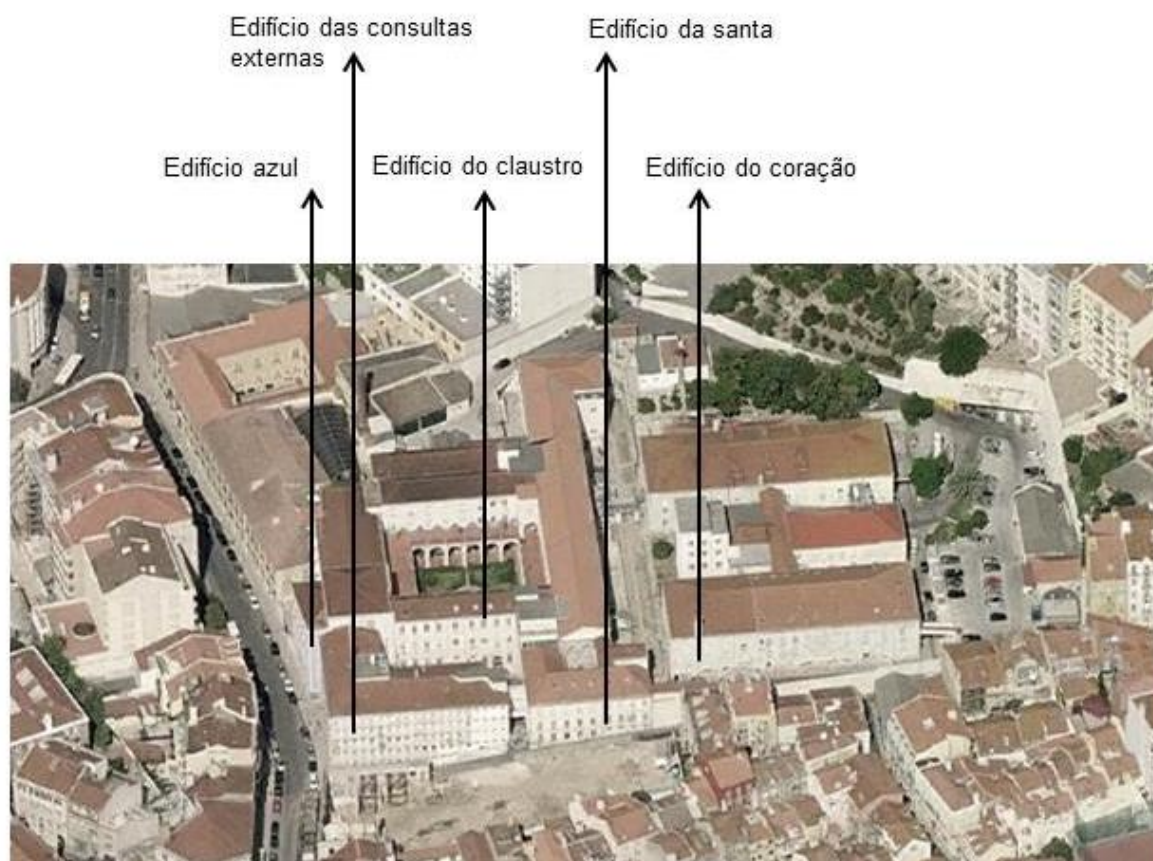 Edifício das consultas
externas
Edifício da santa
Edifício azul
Edifício do claustro
Edifício do coração